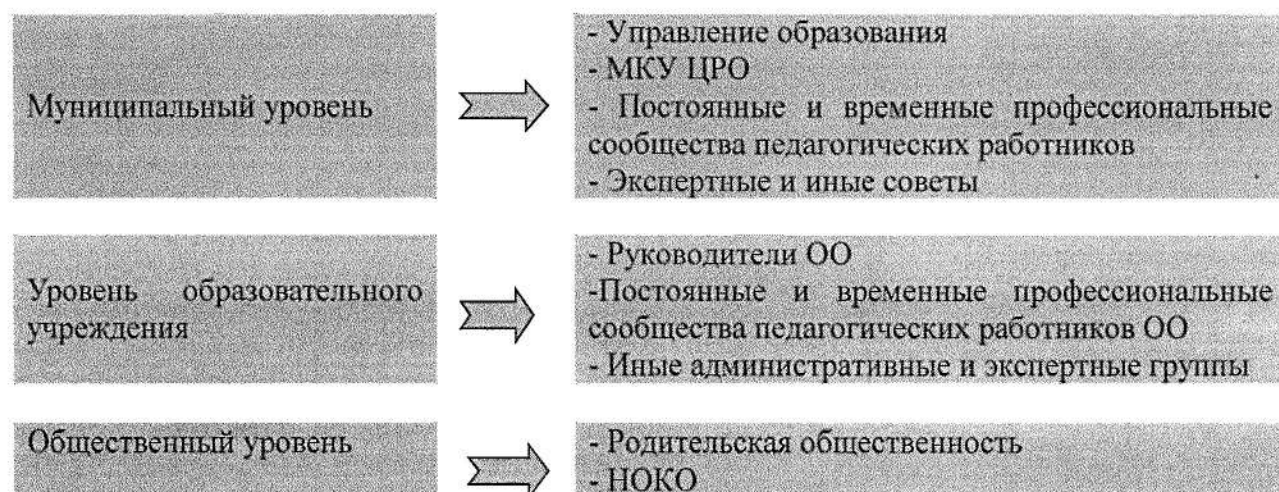 Муниципальный уровень
- Управление образования
- МКУ ЦРО
- Постоянные и временные профессиональные
сообщества педагогических работников
- Экспертные и иные советы
Уровень образовательного
учреждения
- Руководители ОО
-Постоянные и временные профессиональные
сообщества педагогических работников ОО
- Иные административные и экспертные группы
Общественный уровень
- Родительская общественность
- НОКО